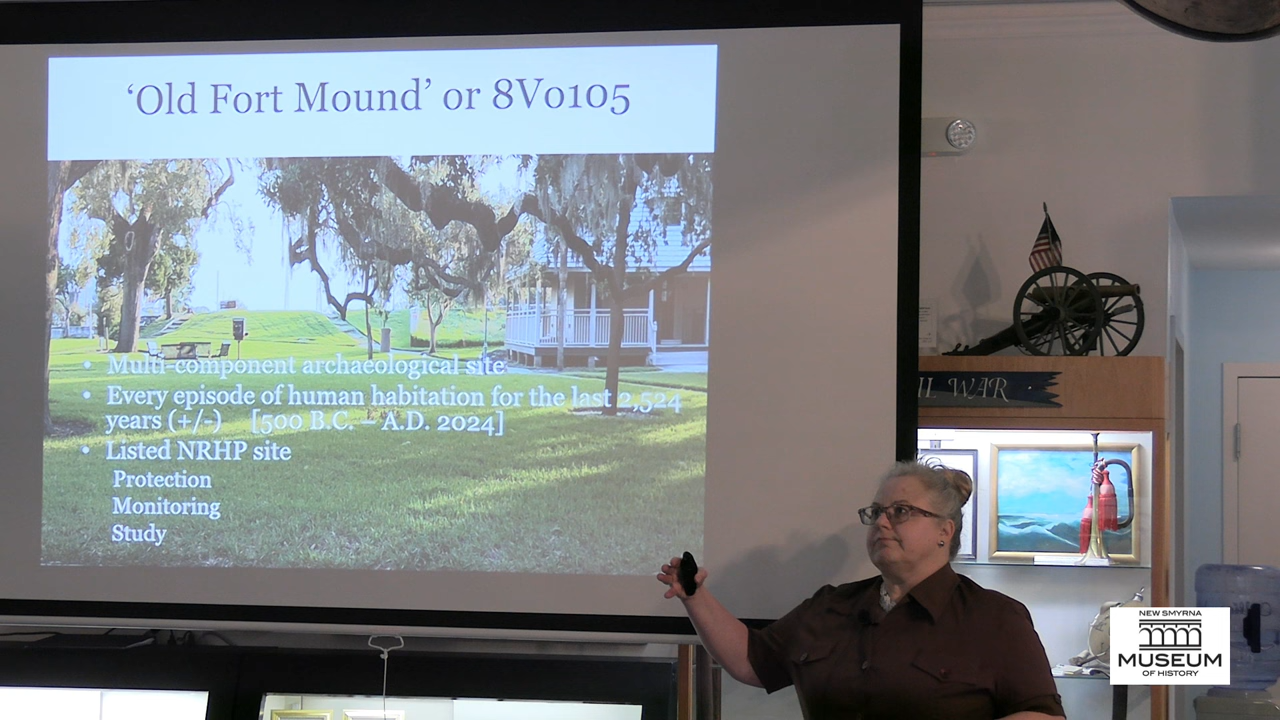 ‘Old Fort Mound’ or 8Vo105
• Multi-component archaeological site
• Every episode of human habitation for the last 2,524
years (+/-) [500 B.C. – A.D. 2024]
• Listed NRHP site
Protection
Monitoring
Study
IL WAR
NEW SMYRNA
MUSEUM
OF HISTORY